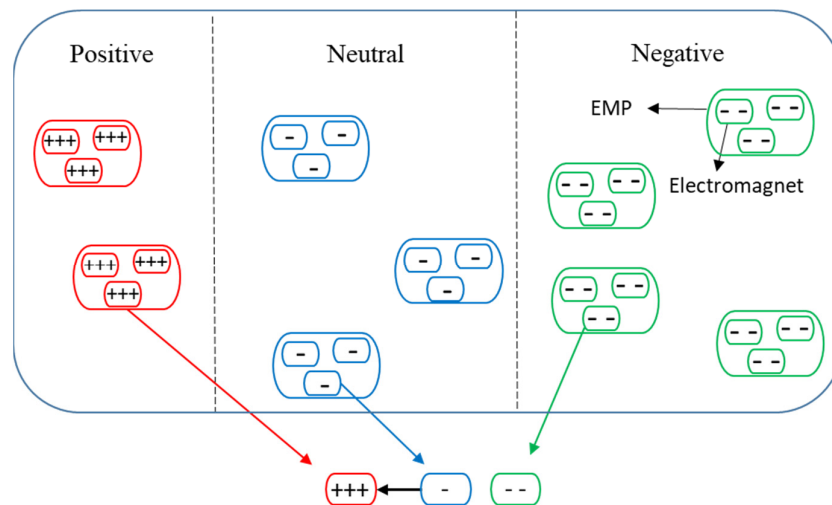 Positive Neutral Negative
EMP
- - - -
- -
+++ +++
+++
- -
-
Electromagnet
- - - -
- -
+++ +++
+++
- -
-
- - - -
- -
- -
-
- - - -
- -
+++ - - -